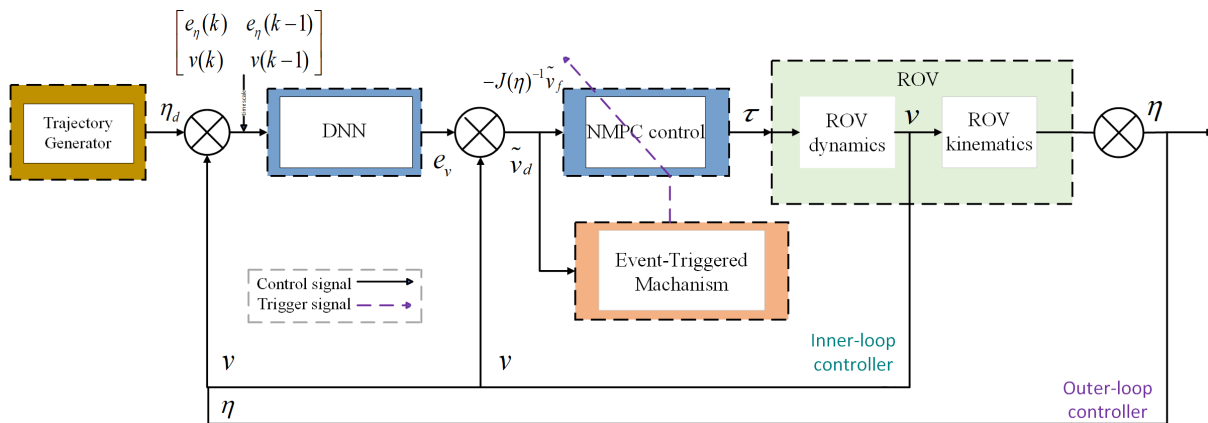 e_η(k) e_η(k−1)
v(k) v(k−1)
Trajectory
Generator
η_d
DNN
e_v
ṽ_d
−J(η)^{−1}ṽ_f
NMPC control
τ
ROV
ROV
dynamics
v
ROV
kinematics
η
Event-Triggered
Machanism
Control signal
Trigger signal
Inner-loop
controller
v
v
Outer-loop
controller
η